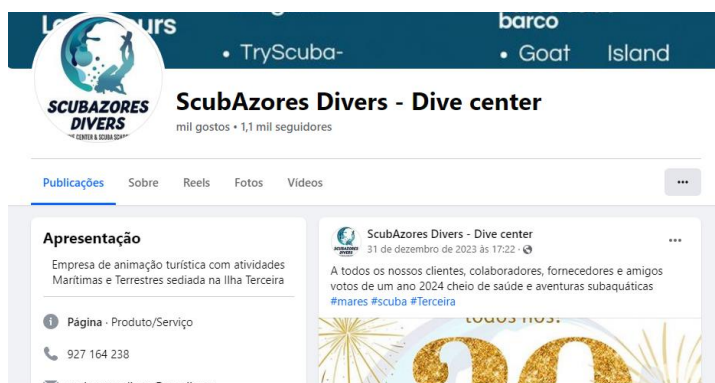 barco
• TryScuba-
• Goat Island
SCUBAZORES
DIVERS
ScubAzores Divers - Dive center
mil gostos • 1,1 mil seguidores
Publicações Sobre Reels Fotos Vídeos
Apresentação
Empresa de animação turística com atividades
Marítimas e Terrestres sediada na Ilha Terceira
Página · Produto/Serviço
927 164 238
ScubAzores Divers - Dive center
31 de dezembro de 2023 às 17:22 ·
A todos os nossos clientes, colaboradores, fornecedores e amigos
votos de um ano 2024 cheio de saúde e aventuras subaquáticas
#mares #scuba #Terceira
todos nós!